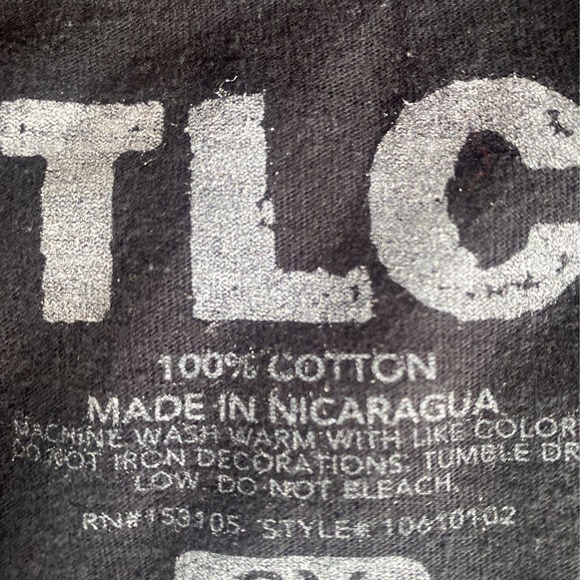 TLC
100% COTTON
MADE IN NICARAGUA
MACHINE WASH WARM WITH LIKE COLOR
DO NOT IRON DECORATIONS. TUMBLE DR
LOW. DO NOT BLEACH.
RN#153105 STYLE# 10610102